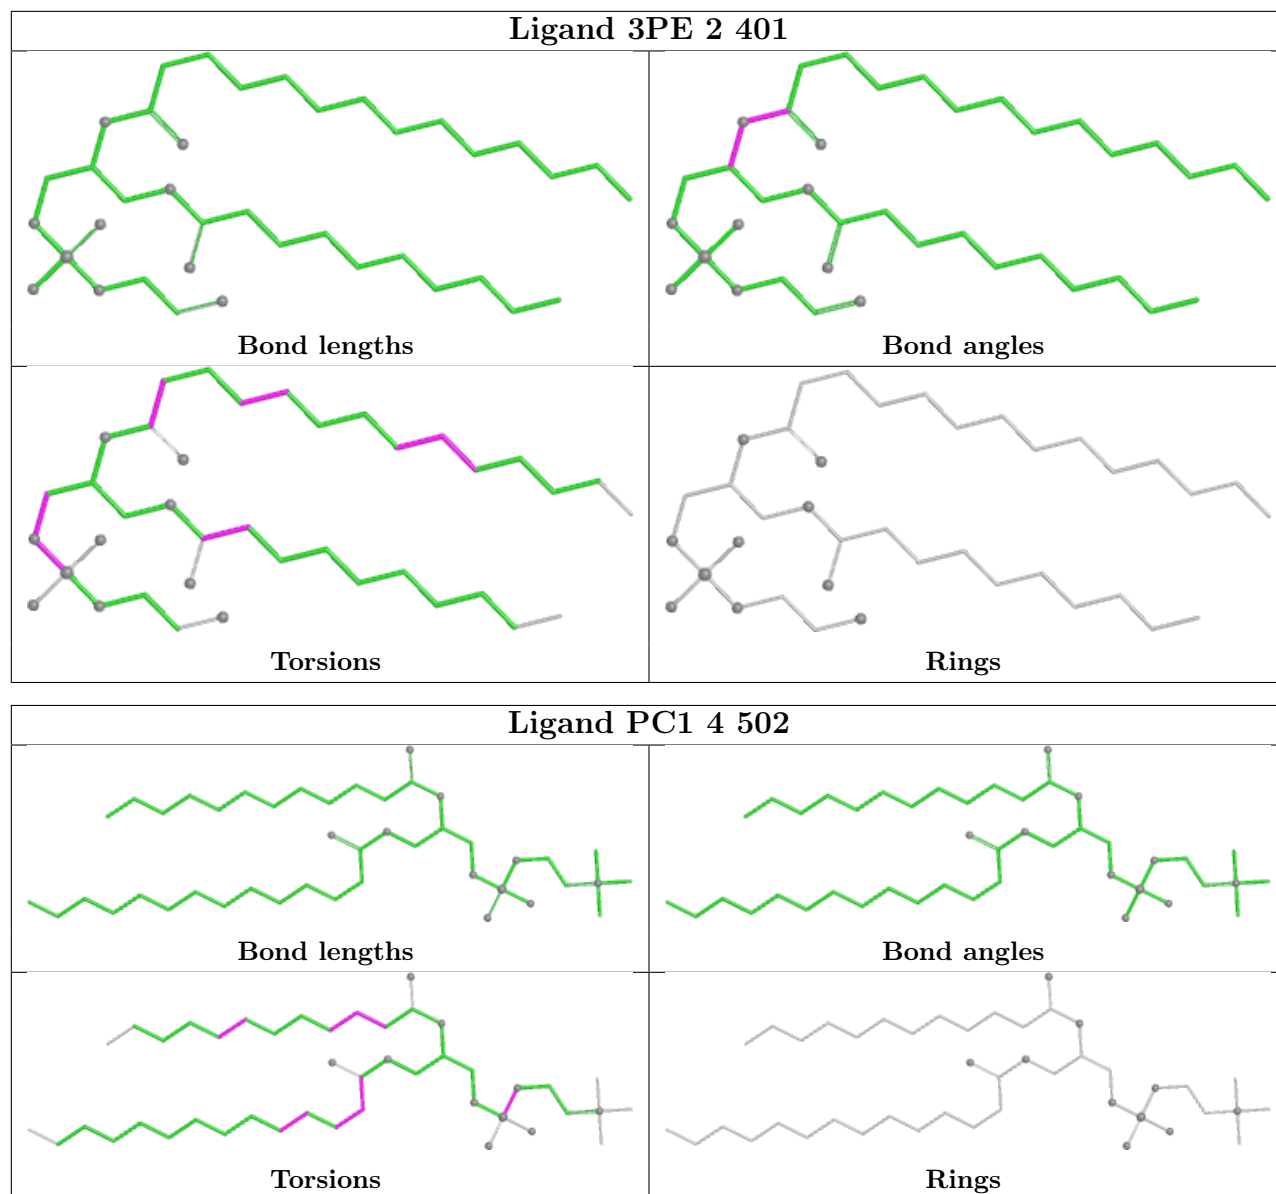 Ligand 3PE 2 401
Bond lengths
Bond angles
Torsions
Rings
Ligand PC1 4 502
Bond lengths
Bond angles
Torsions
Rings